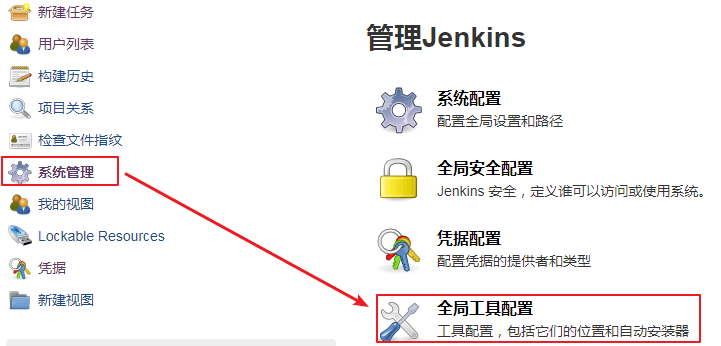 新建任务
用户列表
构建历史
项目关系
检查文件指纹
系统管理
我的视图
Lockable Resources
凭据
新建视图
管理Jenkins
系统配置
配置全局设置和路径
全局安全配置
Jenkins 安全，定义谁可以访问或使用系统。
凭据配置
配置凭据的提供者和类型
全局工具配置
工具配置，包括它们的位置和自动安装器